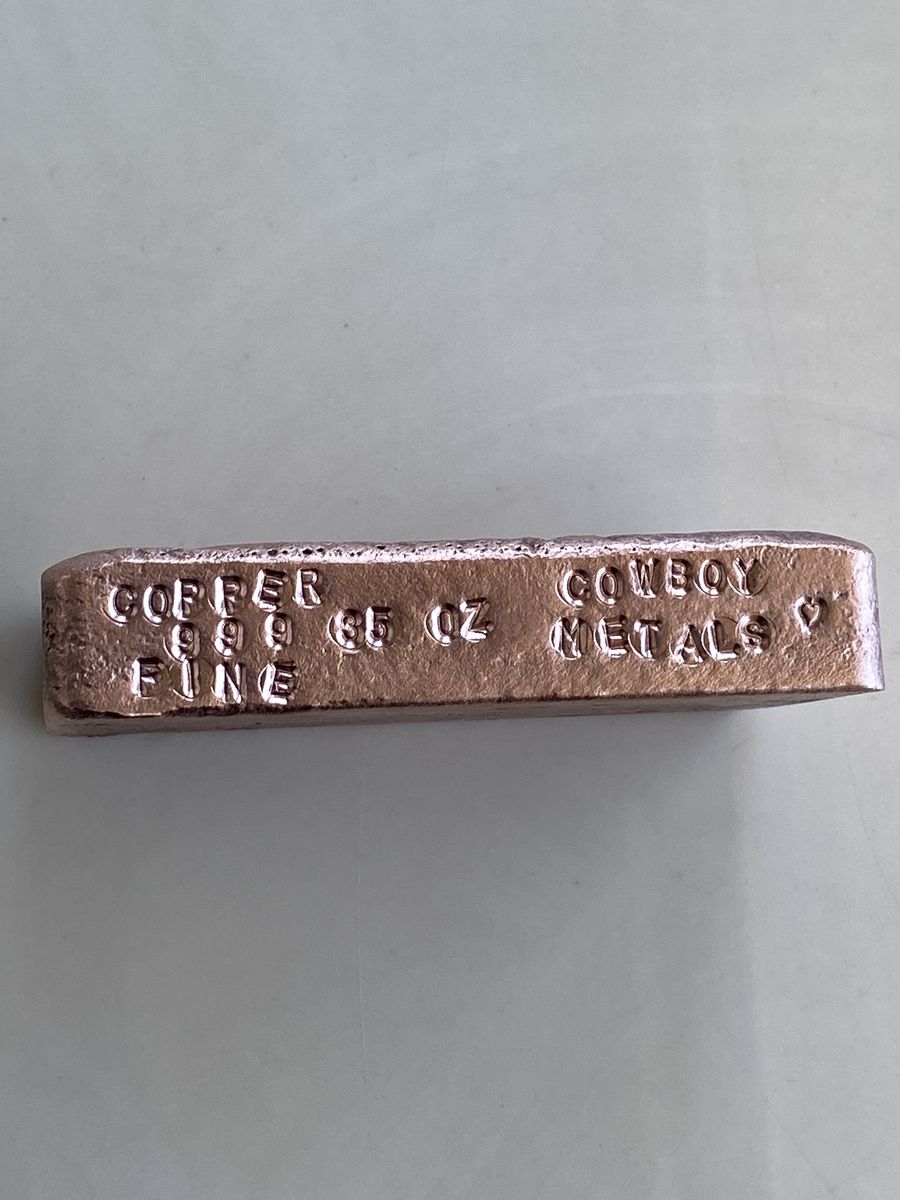 COPPER
999
FINE
85 OZ
COWBOY
METALS ♡